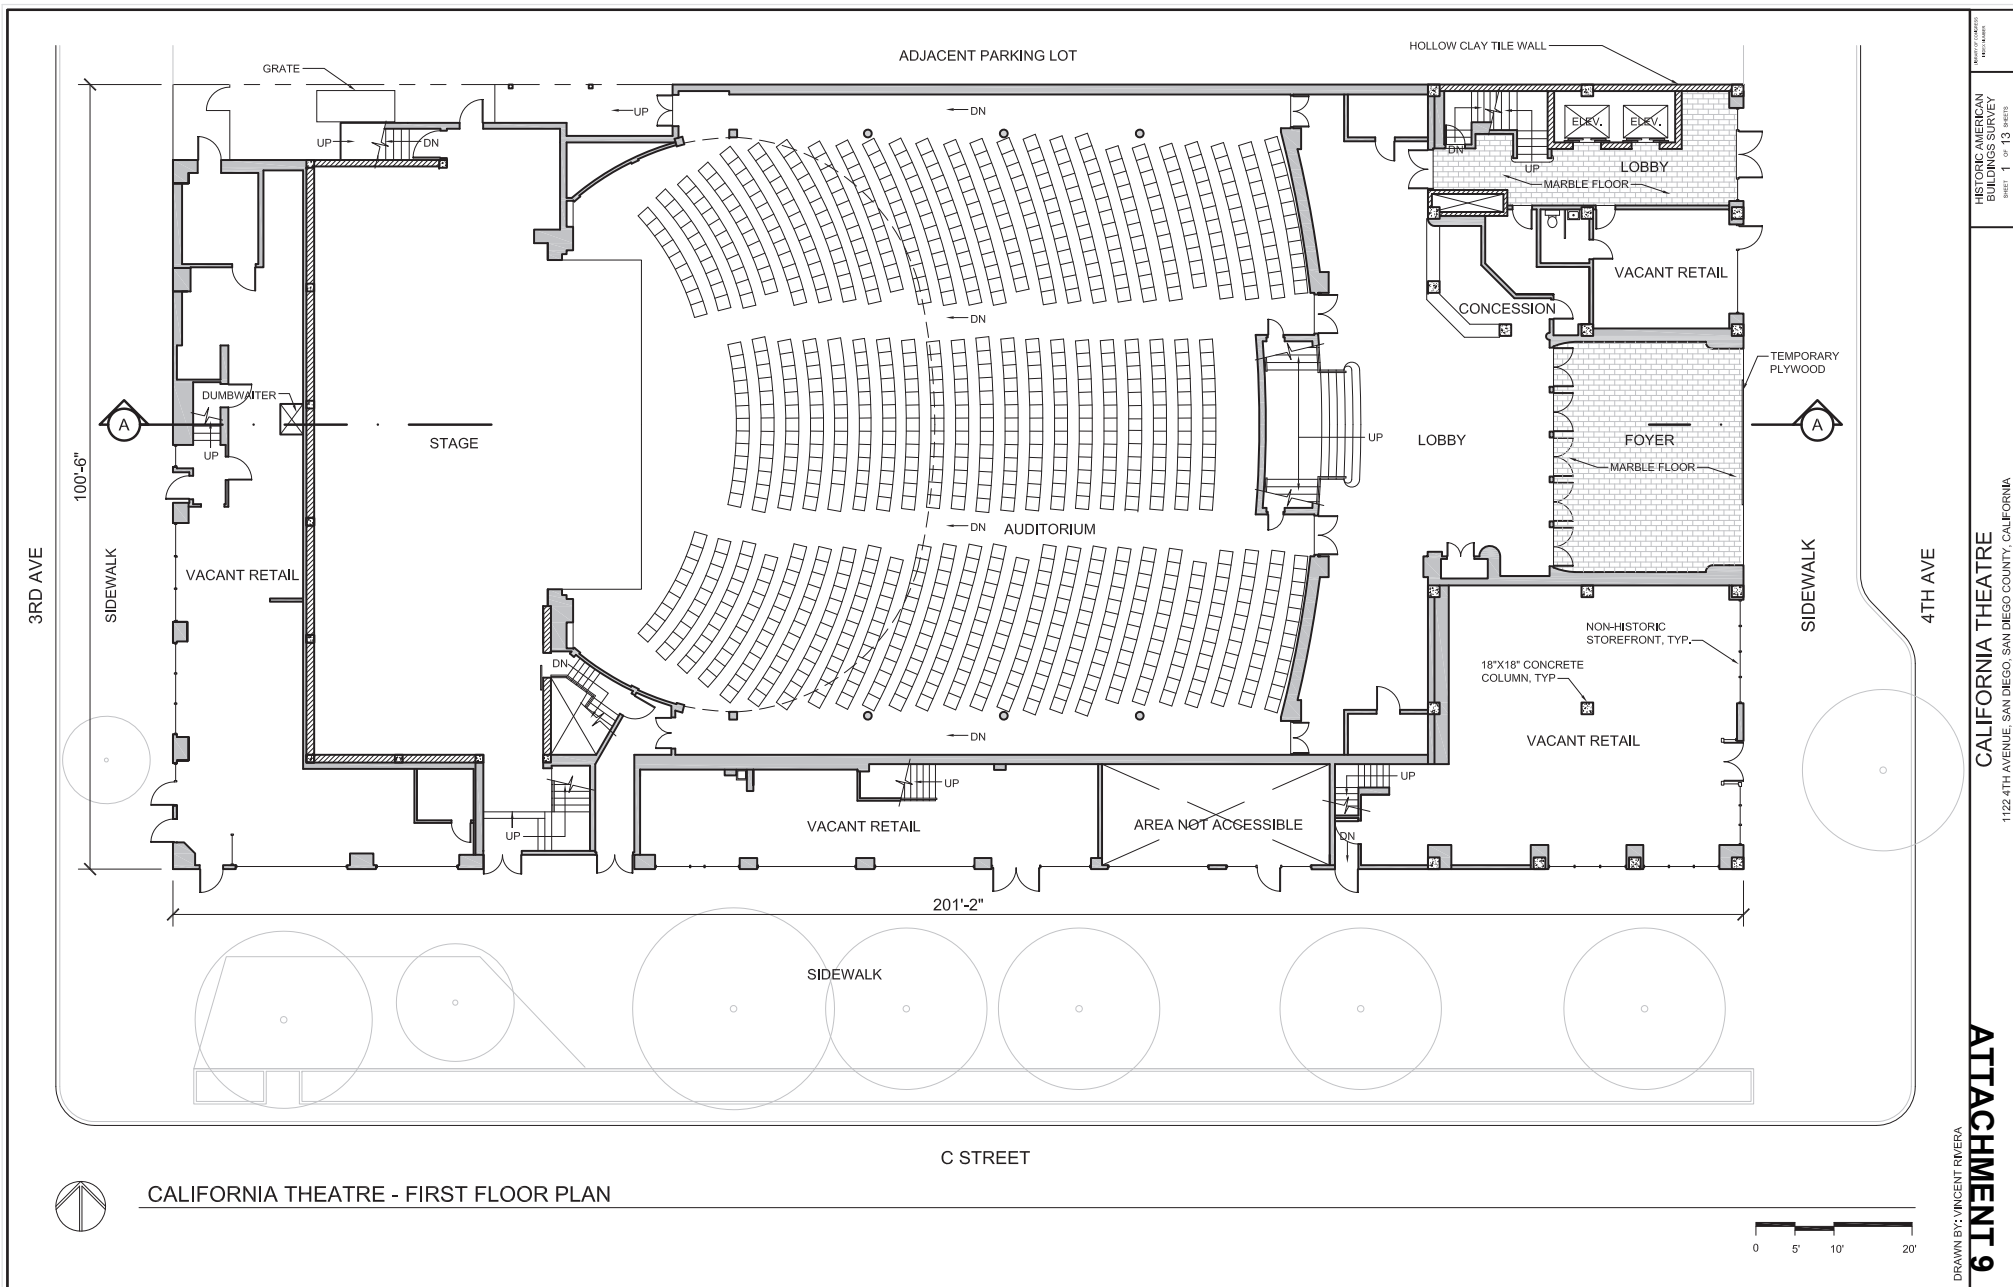 ADJACENT PARKING LOT
HOLLOW CLAY TILE WALL
GRATE
UP
DN
UP
DN
UP
DN
ELEV.
ELEV.
LOBBY
UP
MARBLE FLOOR
VACANT RETAIL
CONCESSION
DN
TEMPORARY
PLYWOOD
DUMBWAITER
A
STAGE
UP
UP
LOBBY
FOYER
MARBLE FLOOR
A
100'-6"
3RD AVE
SIDEWALK
VACANT RETAIL
DN
AUDITORIUM
SIDEWALK
4TH AVE
NON-HISTORIC
STOREFRONT, TYP.
18"X18" CONCRETE
COLUMN, TYP
DN
DN
VACANT RETAIL
UP
UP
UP
VACANT RETAIL
AREA NOT ACCESSIBLE
DN
201'-2"
SIDEWALK
C STREET
CALIFORNIA THEATRE - FIRST FLOOR PLAN
0 5' 10' 20'
HISTORIC AMERICAN
BUILDINGS SURVEY
SHEET 1 OF 13 SHEETS
CALIFORNIA THEATRE
1122 4TH AVENUE, SAN DIEGO, SAN DIEGO COUNTY, CALIFORNIA
DRAWN BY: VINCENT RIVERA
ATTACHMENT 9